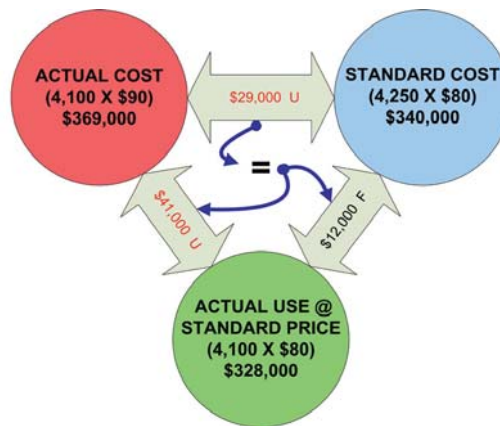 ACTUAL COST
(4,100 X $90)
$369,000
$29,000 U
STANDARD COST
(4,250 X $80)
$340,000
=
$41,000 U
$12,000 F
ACTUAL USE @
STANDARD PRICE
(4,100 X $80)
$328,000